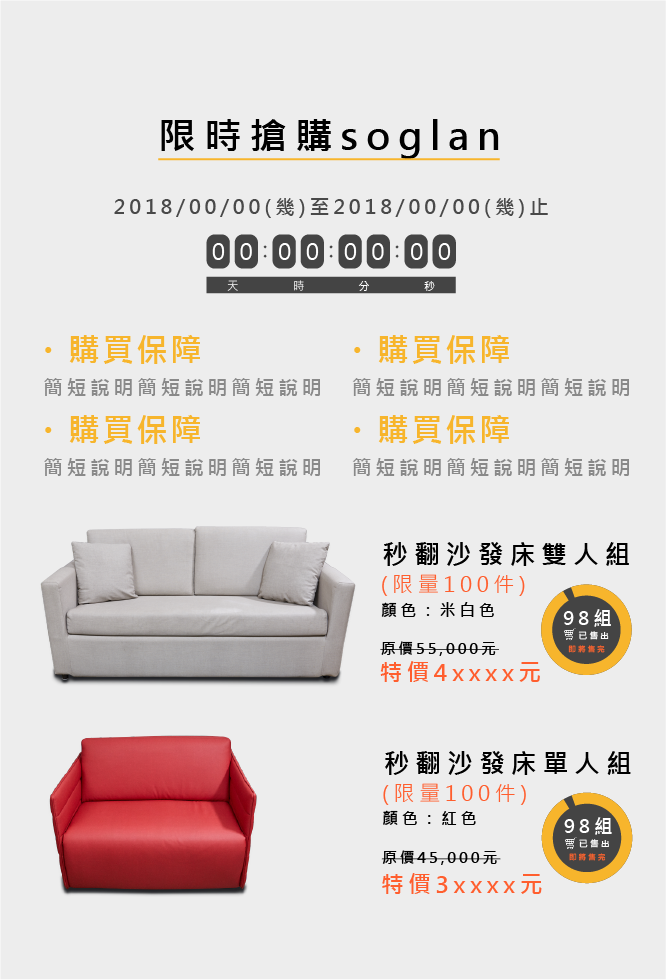 限時搶購soglan
2018/00/00(幾)至2018/00/00(幾)止
00:00:00:00
天 時 分 秒
• 購買保障
簡短說明簡短說明簡短說明
• 購買保障
簡短說明簡短說明簡短說明
• 購買保障
簡短說明簡短說明簡短說明
• 購買保障
簡短說明簡短說明簡短說明
秒翻沙發床雙人組
(限量100件)
顏色:米白色
原價55,000元
特價4xxxx元
98組
已售出
即將售完
秒翻沙發床單人組
(限量100件)
顏色:紅色
原價45,000元
特價3xxxx元
98組
已售出
即將售完